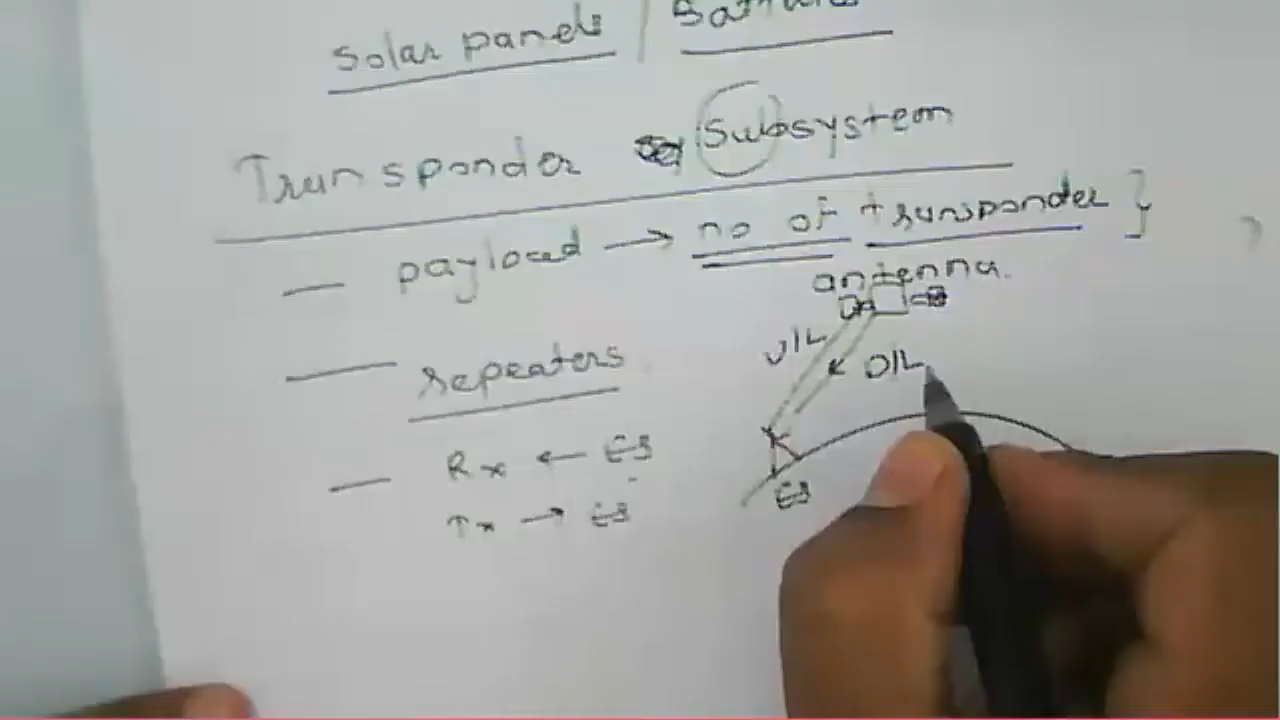 Solar panels /
Transponder Subsystem
— payload → no of transponder }
antenna.
U/L
D/L
— repeaters
— Rx ← ES
Tx → ES
ES